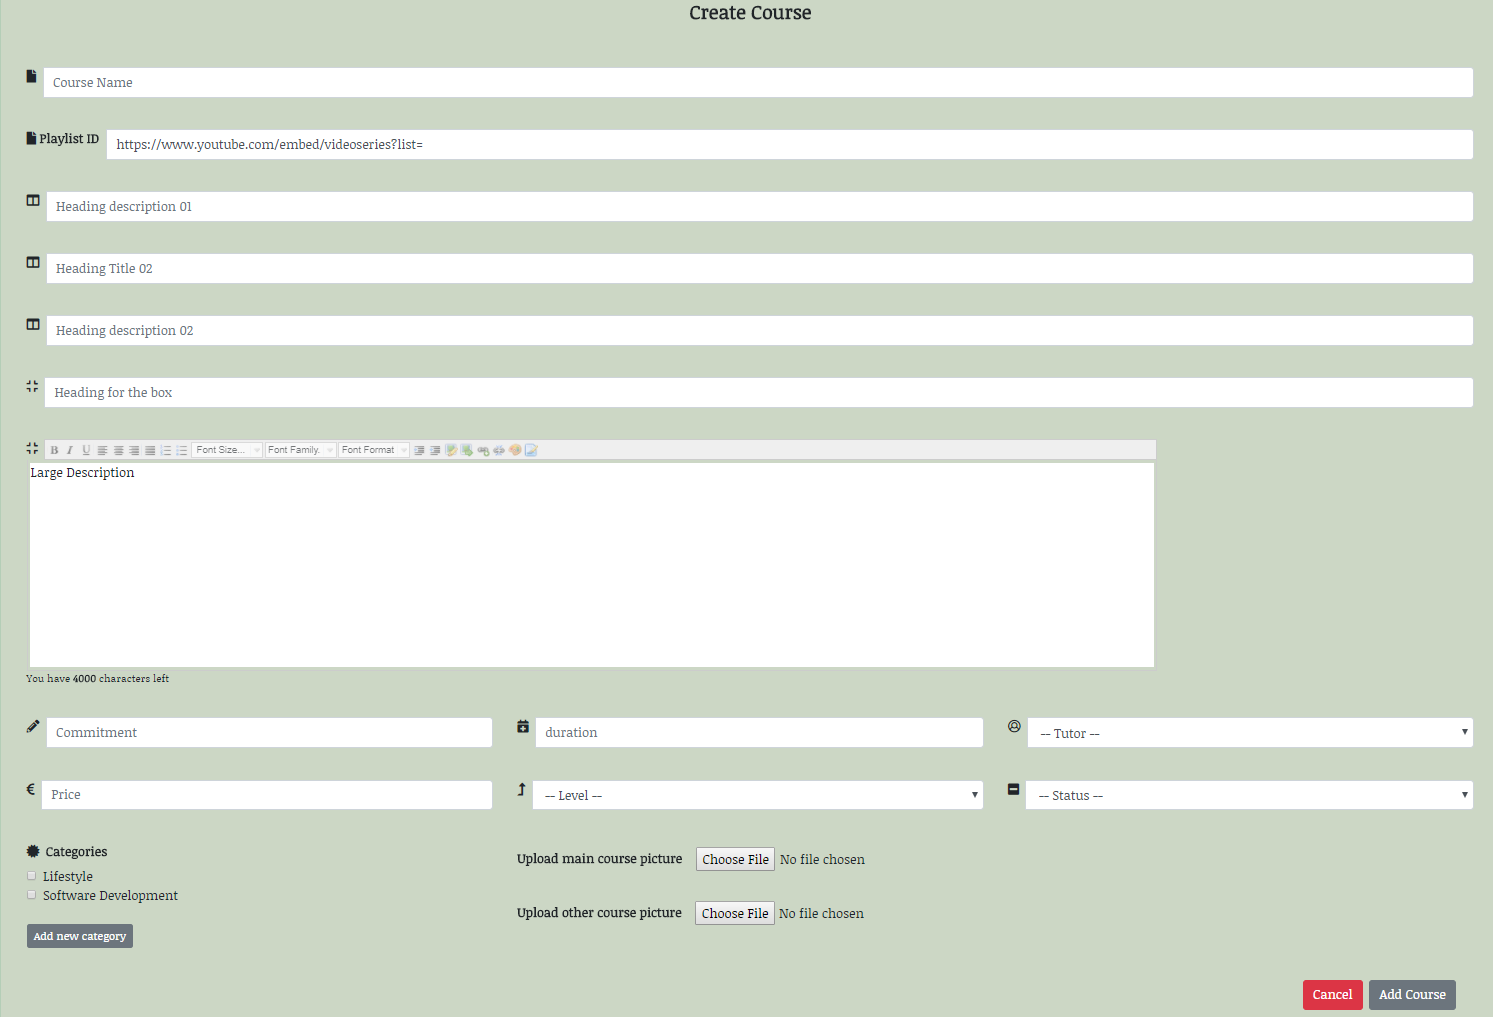 Create Course
Course Name
Playlist ID https://www.youtube.com/embed/videoseries?list=
Heading description 01
Heading Title 02
Heading description 02
Heading for the box
B I U Font Size... Font Family. Font Format
Large Description
You have 4000 characters left
Commitment duration -- Tutor --
€ Price -- Level -- -- Status --
Categories
Upload main course picture Choose File No file chosen
Lifestyle
Software Development
Upload other course picture Choose File No file chosen
Add new category
Cancel Add Course